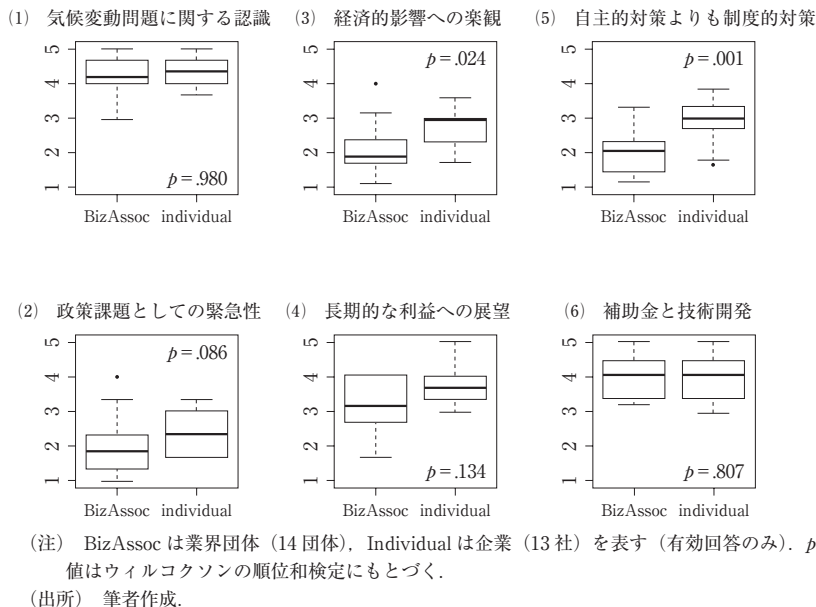 (1) 気候変動問題に関する認識
(3) 経済的影響への楽観
(5) 自主的対策よりも制度的対策
5
4
3
2
1
p=.980
BizAssoc individual
5
4
3
2
1
p=.024
BizAssoc individual
5
4
3
2
1
p=.001
BizAssoc individual
(2) 政策課題としての緊急性
(4) 長期的な利益への展望
(6) 補助金と技術開発
5
4
3
2
1
p=.086
BizAssoc individual
5
4
3
2
1
p=.134
BizAssoc individual
5
4
3
2
1
p=.807
BizAssoc individual
(注) BizAssoc は業界団体(14 団体),Individual は企業(13 社)を表す(有効回答のみ).p
値はウィルコクソンの順位和検定にもとづく.
(出所) 筆者作成.